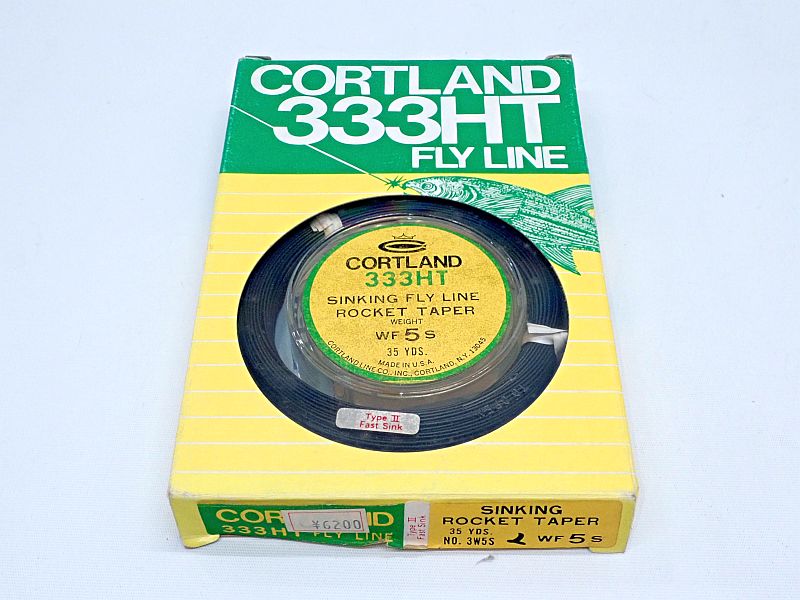 CORTLAND
333HT
FLY LINE
CORTLAND
333HT
SINKING FLY LINE
ROCKET TAPER
WEIGHT
WF 5 S
35 YDS.
MADE IN U.S.A.
CORTLAND LINE CO., INC., CORTLAND, N.Y. 13045
Type II
Fast Sink
COR ND
333HT FLY LINE
¥6200
Type II
Fast Sink
SINKING
ROCKET TAPER
35 YDS.
NO. 3W5S WF 5 S